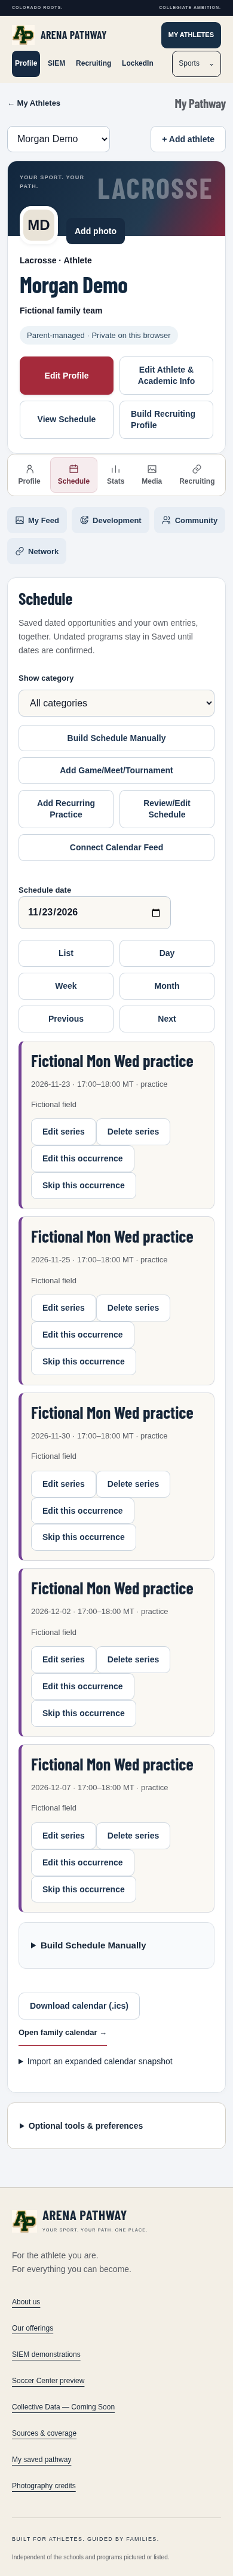 COLORADO ROOTS. COLLEGIATE AMBITION.
AP ARENA PATHWAY MY ATHLETES
Profile SIEM Recruiting LockedIn Sports
← My Athletes My Pathway
Morgan Demo + Add athlete
YOUR SPORT. YOUR
PATH.
LACROSSE
MD Add photo
Lacrosse · Athlete
Morgan Demo
Fictional family team
Parent-managed · Private on this browser
Edit Profile
Edit Athlete &
Academic Info
View Schedule
Build Recruiting
Profile
Profile Schedule Stats Media Recruiting
My Feed Development Community
Network
Schedule
Saved dated opportunities and your own entries,
together. Undated programs stay in Saved until
dates are confirmed.
Show category
All categories
Build Schedule Manually
Add Game/Meet/Tournament
Add Recurring
Practice
Review/Edit
Schedule
Connect Calendar Feed
Schedule date
11/23/2026
List Day
Week Month
Previous Next
Fictional Mon Wed practice
2026-11-23 · 17:00–18:00 MT · practice
Fictional field
Edit series Delete series
Edit this occurrence
Skip this occurrence
Fictional Mon Wed practice
2026-11-25 · 17:00–18:00 MT · practice
Fictional field
Edit series Delete series
Edit this occurrence
Skip this occurrence
Fictional Mon Wed practice
2026-11-30 · 17:00–18:00 MT · practice
Fictional field
Edit series Delete series
Edit this occurrence
Skip this occurrence
Fictional Mon Wed practice
2026-12-02 · 17:00–18:00 MT · practice
Fictional field
Edit series Delete series
Edit this occurrence
Skip this occurrence
Fictional Mon Wed practice
2026-12-07 · 17:00–18:00 MT · practice
Fictional field
Edit series Delete series
Edit this occurrence
Skip this occurrence
▶ Build Schedule Manually
Download calendar (.ics)
Open family calendar →
▶ Import an expanded calendar snapshot
▶ Optional tools & preferences
AP ARENA PATHWAY
YOUR SPORT. YOUR PATH. ONE PLACE.
For the athlete you are.
For everything you can become.
About us
Our offerings
SIEM demonstrations
Soccer Center preview
Collective Data — Coming Soon
Sources & coverage
My saved pathway
Photography credits
BUILT FOR ATHLETES. GUIDED BY FAMILIES.
Independent of the schools and programs pictured or listed.